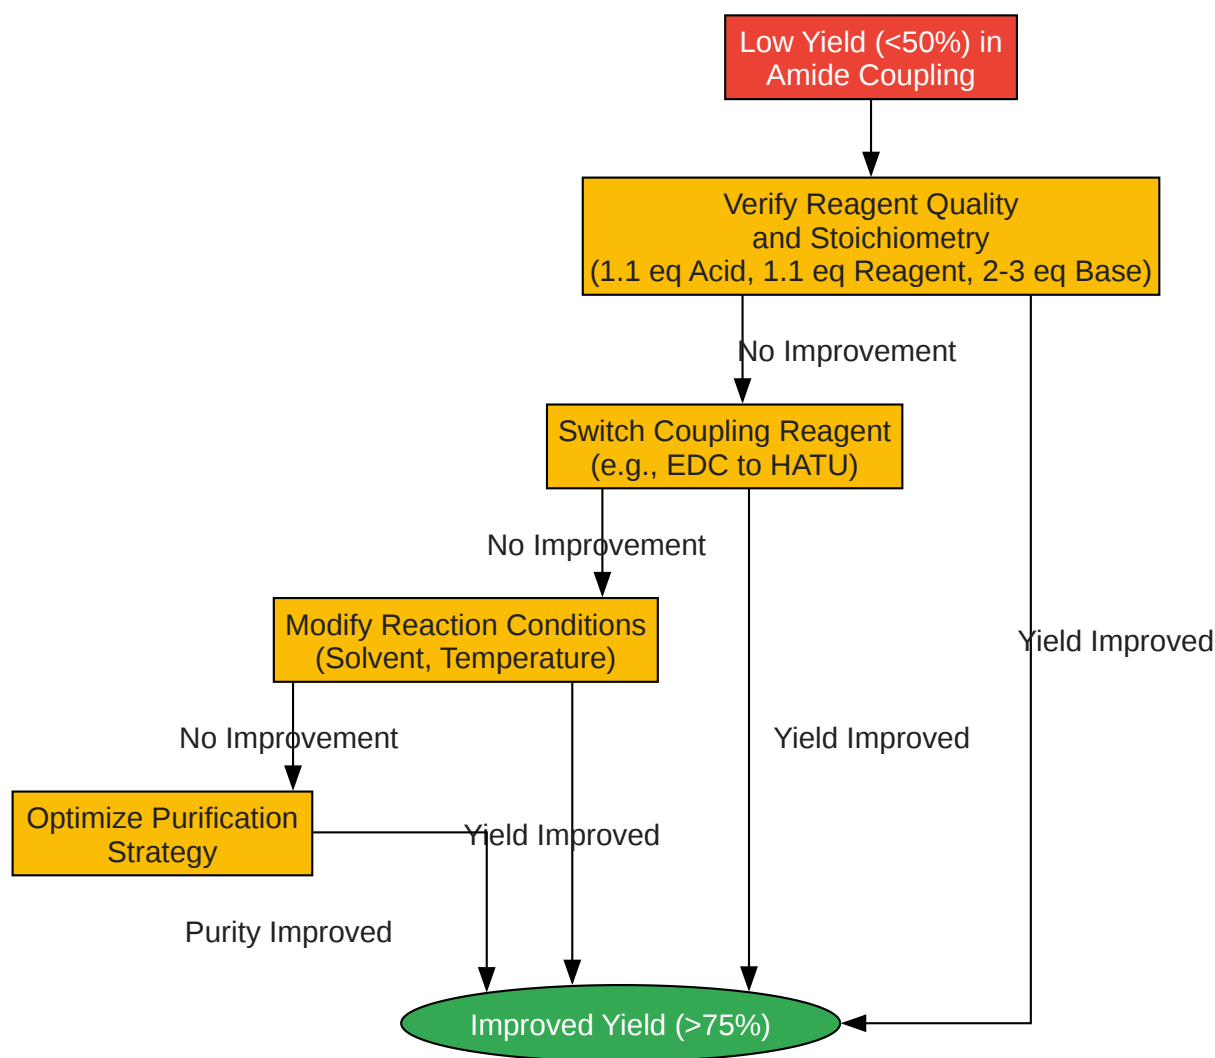 Low Yield (<50%) in
Amide Coupling
Verify Reagent Quality
and Stoichiometry
(1.1 eq Acid, 1.1 eq Reagent, 2-3 eq Base)
No Improvement
Switch Coupling Reagent
(e.g., EDC to HATU)
No Improvement
Modify Reaction Conditions
(Solvent, Temperature)
Yield Improved
No Improvement
Yield Improved
Optimize Purification
Strategy
Yield Improved
Purity Improved
Improved Yield (>75%)